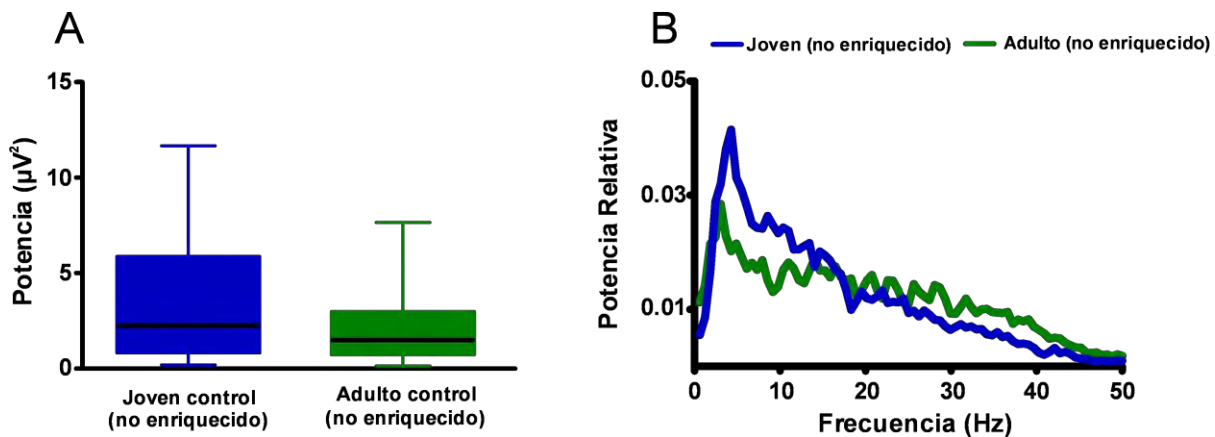 A
Potencia (µV²)
15
10
5
0
Joven control
(no enriquecido)
Adulto control
(no enriquecido)
B
Joven (no enriquecido)
Adulto (no enriquecido)
Potencia Relativa
0.05
0.03
0.01
0
10
20
30
40
50
Frecuencia (Hz)